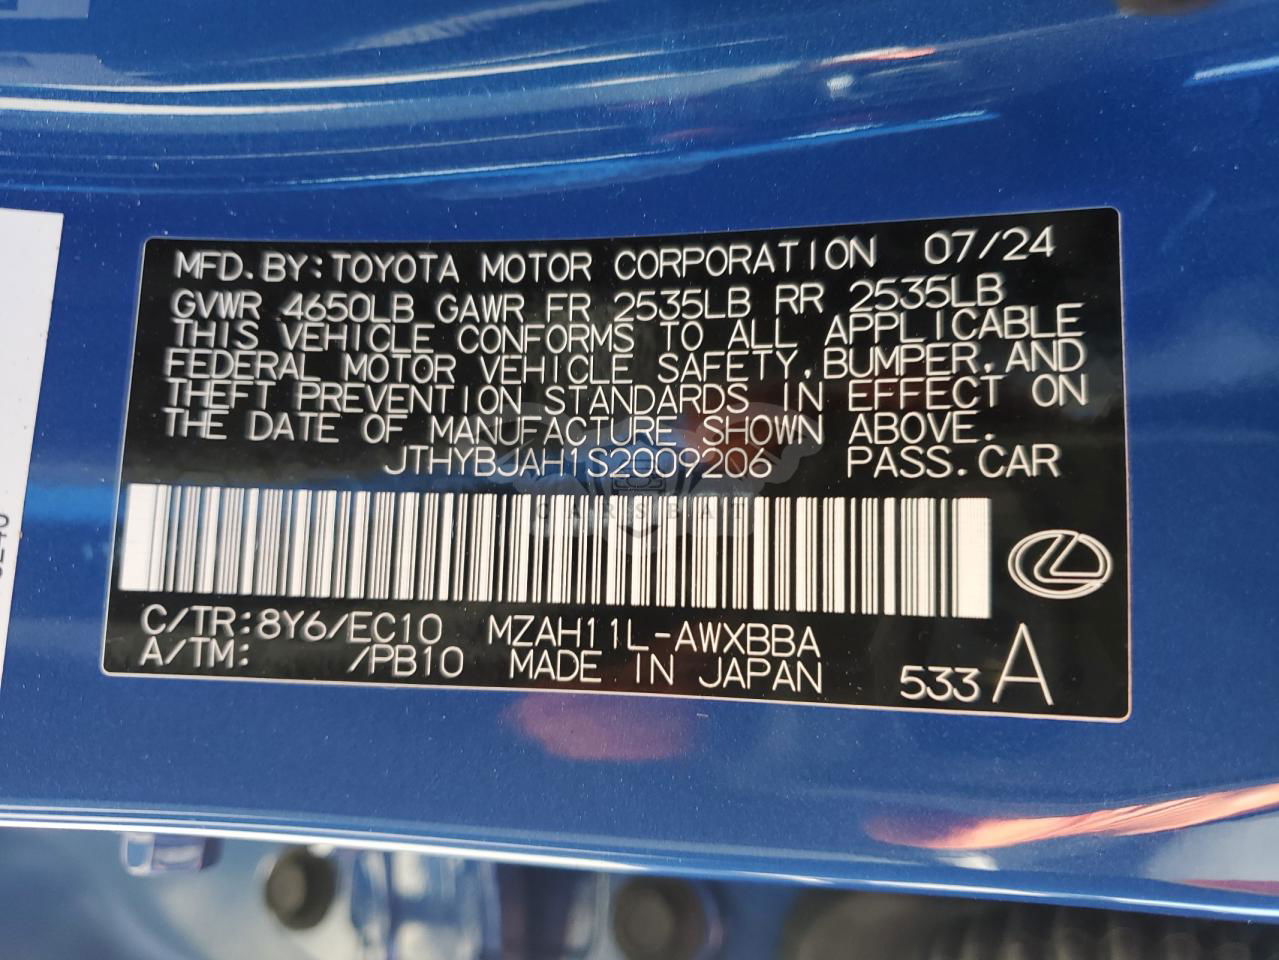 MFD.BY:TOYOTA MOTOR CORPORATION 07/24
GVWR 4650LB GAWR FR 2535LB RR 2535LB
THIS VEHICLE CONFORMS TO ALL APPLICABLE
FEDERAL MOTOR VEHICLE SAFETY,BUMPER,AND
THEFT PREVENTION STANDARDS IN EFFECT ON
THE DATE OF MANUFACTURE SHOWN ABOVE.
JTHYBJAH1S2009206 PASS.CAR
CARSBAT
C/TR:8Y6/EC10 MZAH11L-AWXBBA
A/TM: /PB10 MADE IN JAPAN 533 A